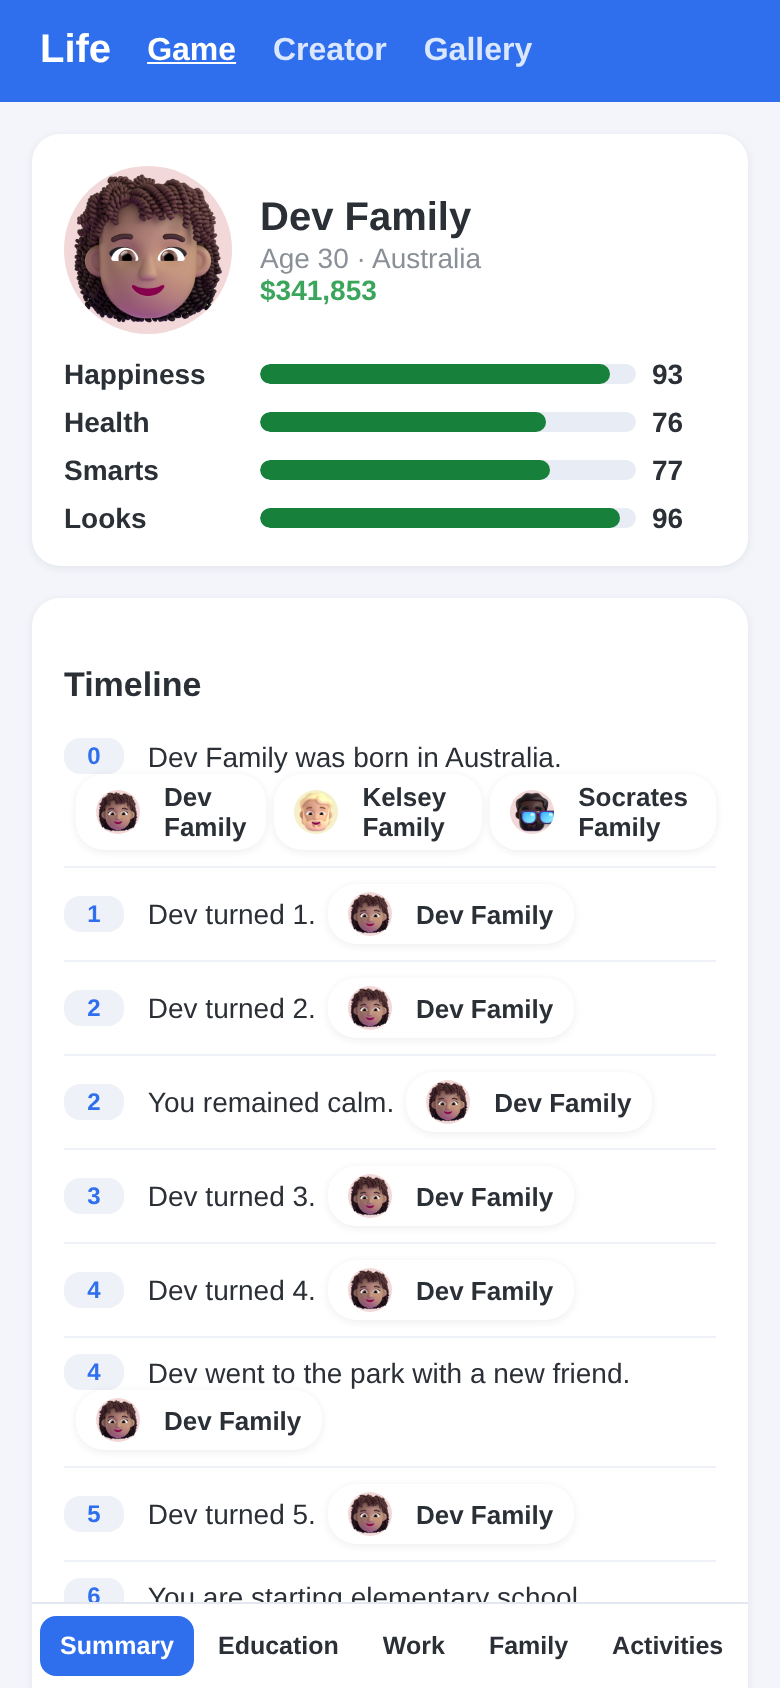 Life Game Creator Gallery
Dev Family
Age 30 · Australia
$341,853
Happiness 93
Health 76
Smarts 77
Looks 96
Timeline
0 Dev Family was born in Australia.
Dev Family
Kelsey Family
Socrates Family
1 Dev turned 1. Dev Family
2 Dev turned 2. Dev Family
2 You remained calm. Dev Family
3 Dev turned 3. Dev Family
4 Dev turned 4. Dev Family
4 Dev went to the park with a new friend.
Dev Family
5 Dev turned 5. Dev Family
6 You are starting elementary school
Summary Education Work Family Activities